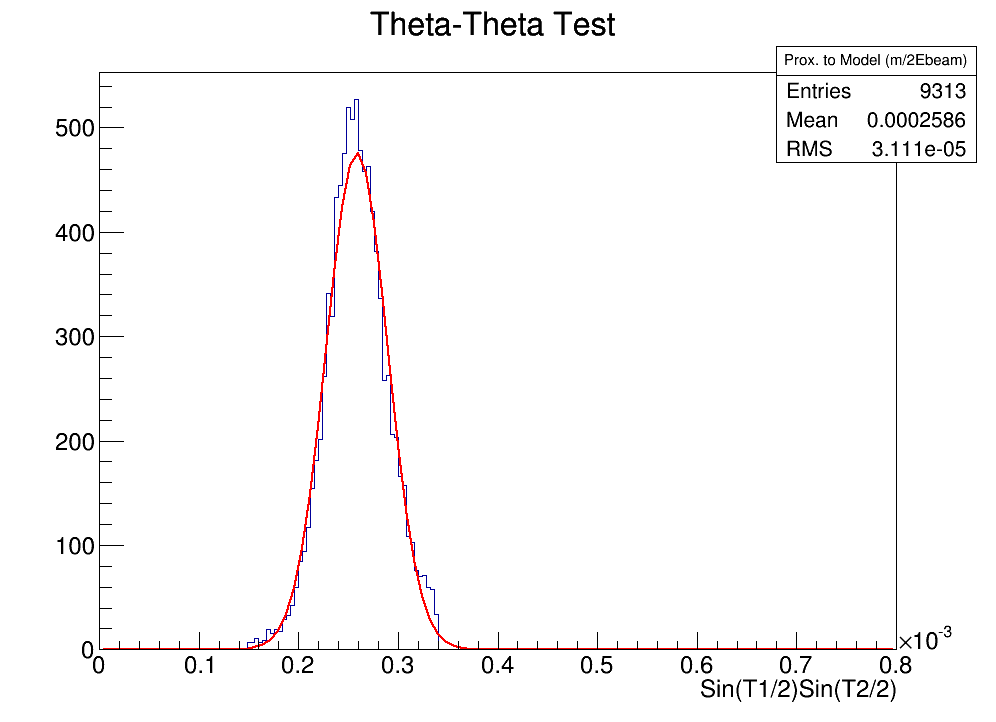 Theta-Theta Test
Prox. to Model (m/2Ebeam)
Entries 9313
Mean 0.0002586
RMS 3.111e-05
500
400
300
200
100
0
0 0.1 0.2 0.3 0.4 0.5 0.6 0.7 0.8
×10-3
Sin(T1/2)Sin(T2/2)